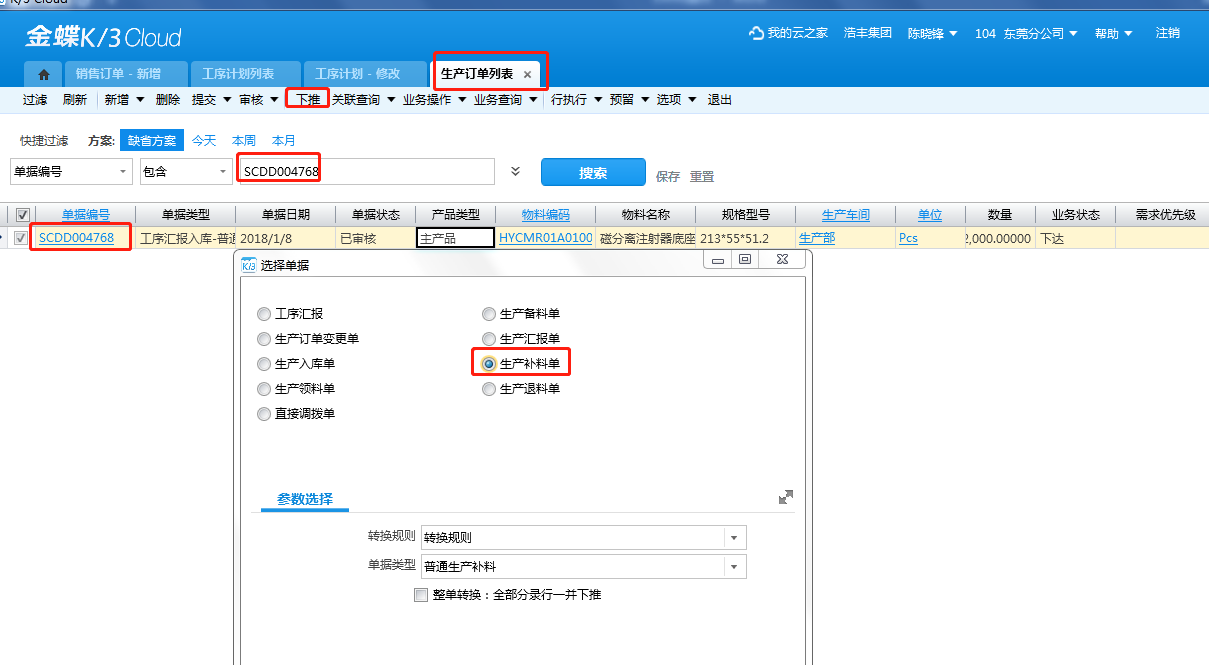 K/3 Cloud
金蝶K/3 Cloud
我的云之家 浩丰集团 陈晓锋 104 东莞分公司 帮助 注销
销售订单 - 新增 工序计划列表 工序计划 - 修改 生产订单列表
过滤 刷新 新增 删除 提交 审核 下推 关联查询 业务操作 业务查询 行执行 预留 选项 退出
快捷过滤 方案: 缺省方案 今天 本周 本月
单据编号 包含 SCDD004768 搜索 保存 重置
单据编号 单据类型 单据日期 单据状态 产品类型 物料编码 物料名称 规格型号 生产车间 单位 数量 业务状态 需求优先级
SCDD004768 工序汇报入库-普通 2018/1/8 已审核 主产品 HYCMR01A0100 磁分离注射器底座 213*55*51.2 生产部 Pcs 2,000.00000 下达
K/3 选择单据
工序汇报 生产备料单
生产订单变更单 生产汇报单
生产入库单 生产补料单
生产领料单 生产退料单
直接调拨单
参数选择
转换规则 转换规则
单据类型 普通生产补料
整单转换：全部分录行一并下推